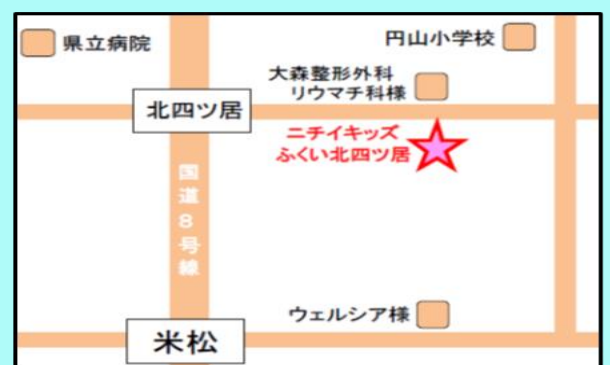 県立病院
円山小学校
大森整形外科
リウマチ科様
北四ツ居
ニチイキッズ
ふくい北四ツ居
国道8号線
ウェルシア様
米松